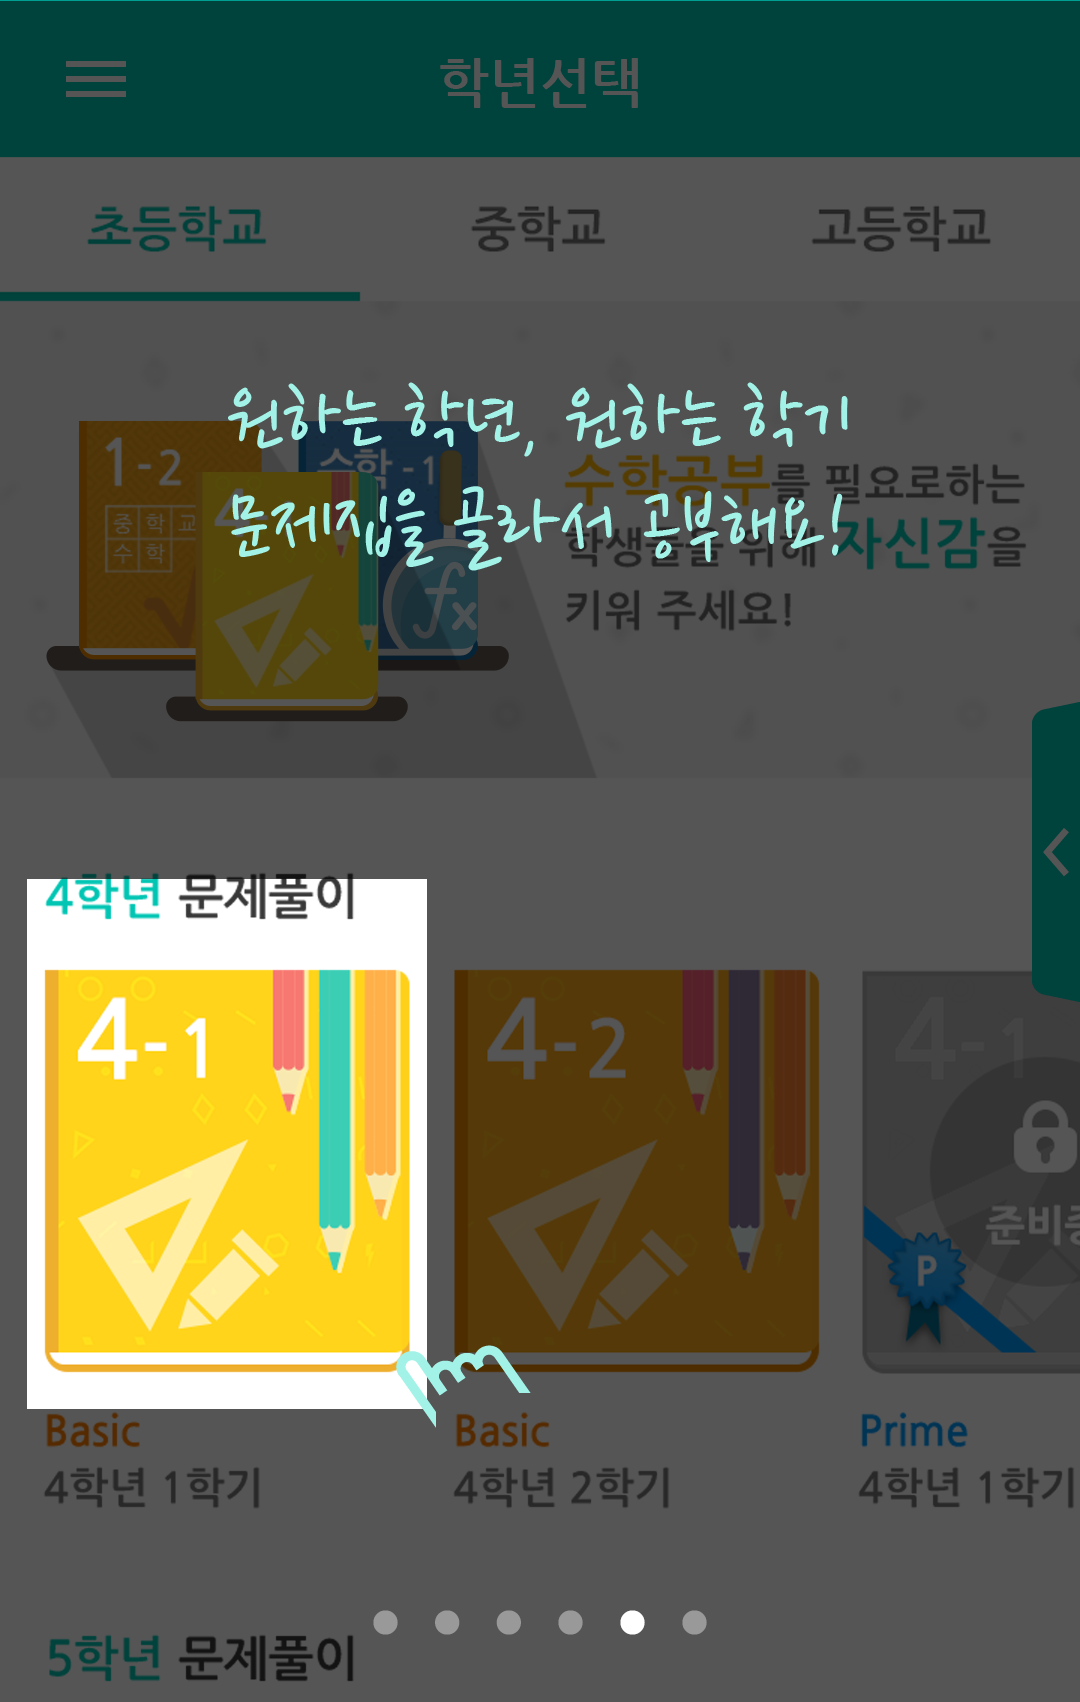 학년선택
초등학교 중학교 고등학교
원하는 학년, 원하는 학기
문제집을 골라서 공부해요!
1-2
중 학 교
수 학
수학 -1
4
fx
수학공부를 필요로하는
학생들을 위해 자신감을
키워 주세요!
4학년 문제풀이
4-1
4-2
4-1
준비중
P
Basic
4학년 1학기
Basic
4학년 2학기
Prime
4학년 1학기
5학년 문제풀이